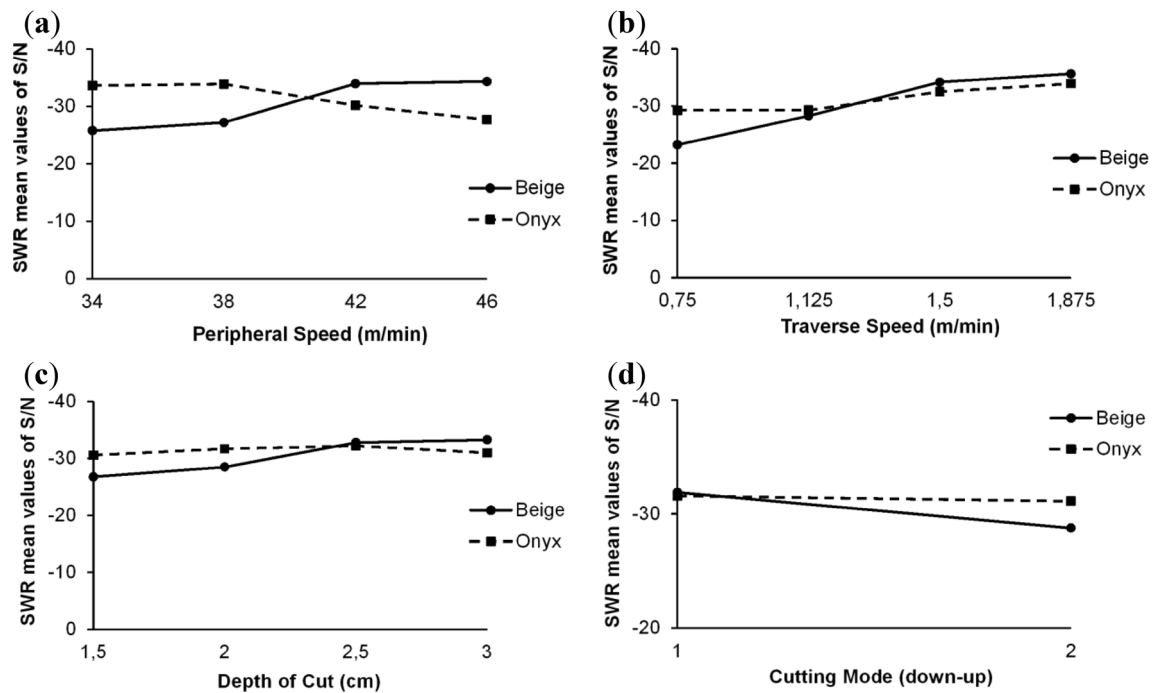 (a)
SWR mean values of S/N
-40
-30
-20
-10
0
34 38 42 46
Peripheral Speed (m/min)
Beige
Onyx
(b)
SWR mean values of S/N
-40
-30
-20
-10
0
0,75 1,125 1,5 1,875
Traverse Speed (m/min)
Beige
Onyx
(c)
SWR mean values of S/N
-40
-30
-20
-10
0
1,5 2 2,5 3
Depth of Cut (cm)
Beige
Onyx
(d)
SWR mean values of S/N
-40
-30
-20
1 2
Cutting Mode (down-up)
Beige
Onyx